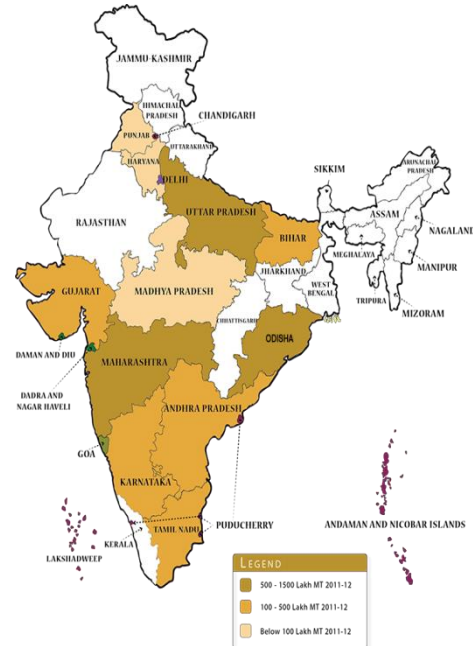 JAMMU-KASHMIR
HIMACHAL
PRADESH
CHANDIGARH
PUNJAB
UTTARAKHAND
HARYANA
DELHI
SIKKIM
ARUNACHAL
PRADESH
UTTAR PRADESH
ASSAM
RAJASTHAN
BIHAR
NAGALAND
MEGHALAYA
JHARKHAND
MANIPUR
GUJARAT
MADHYA PRADESH
WEST
BENGAL
TRIPURA
MIZORAM
CHHATTISGARH
ODISHA
DAMAN AND DIU
MAHARASHTRA
DADRA AND
NAGAR HAVELI
ANDHRA PRADESH
GOA
KARNATAKA
PUDUCHERRY
ANDAMAN AND NICOBAR ISLANDS
TAMIL NADU
KERALA
LAKSHADWEEP
LEGEND
500 - 1500 Lakh MT 2011-12
100 - 500 Lakh MT 2011-12
Below 100 Lakh MT 2011-12